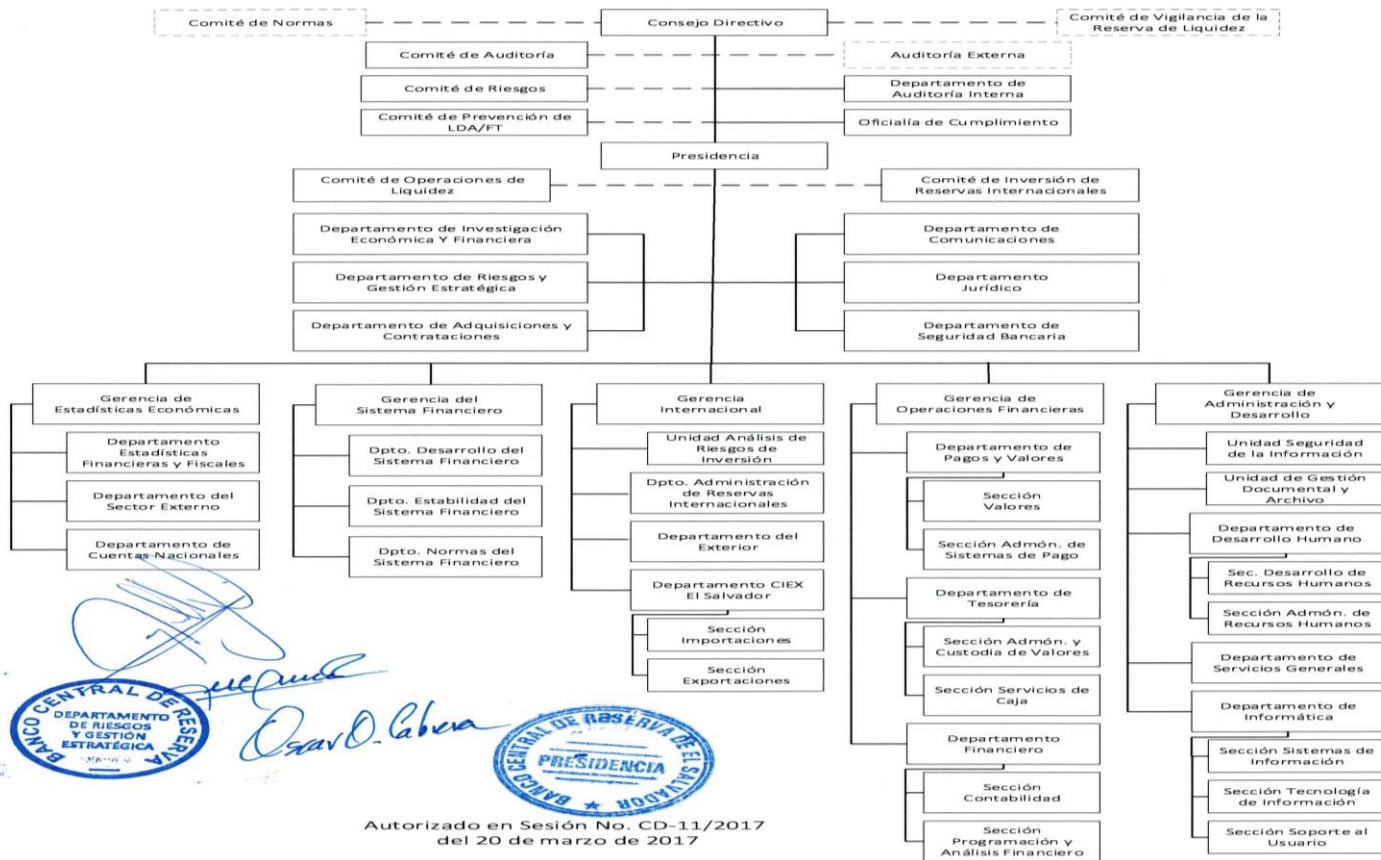 Comité de Normas
Consejo Directivo
Comité de Vigilancia de la
Reserva de Liquidez
Comité de Auditoría
Auditoría Externa
Comité de Riesgos
Departamento de
Auditoría Interna
Comité de Prevención de
LDA/FT
Oficialía de Cumplimiento
Presidencia
Comité de Operaciones de
Liquidez
Comité de Inversión de
Reservas Internacionales
Departamento de Investigación
Económica Y Financiera
Departamento de
Comunicaciones
Departamento de Riesgos y
Gestión Estratégica
Departamento
Jurídico
Departamento de Adquisiciones y
Contrataciones
Departamento de
Seguridad Bancaria
Gerencia de
Estadísticas Económicas
Departamento
Estadísticas
Financieras y Fiscales
Departamento del
Sector Externo
Departamento de
Cuentas Nacionales
Gerencia del
Sistema Financiero
Dpto. Desarrollo del
Sistema Financiero
Dpto. Estabilidad del
Sistema Financiero
Dpto. Normas del
Sistema Financiero
Gerencia
Internacional
Unidad Análisis de
Riesgos de
Inversión
Dpto. Administración
de Reservas
Internacionales
Departamento del
Exterior
Departamento CIEX
El Salvador
Sección
Importaciones
Sección
Exportaciones
Gerencia de
Operaciones Financieras
Departamento de
Pagos y Valores
Sección
Valores
Sección Admón. de
Sistemas de Pago
Departamento de
Tesorería
Sección Admón. y
Custodia de Valores
Sección Servicios de
Caja
Departamento
Financiero
Sección
Contabilidad
Sección
Programación y
Análisis Financiero
Gerencia de
Administración y
Desarrollo
Unidad Seguridad
de la Información
Unidad de Gestión
Documental y
Archivo
Departamento de
Desarrollo Humano
Sec. Desarrollo de
Recursos Humanos
Sección Admón. de
Recursos Humanos
Departamento de
Servicios Generales
Departamento de
Informática
Sección Sistemas de
Información
Sección Tecnología
de Información
Sección Soporte al
Usuario
BANCO CENTRAL DE RESERVA
DEPARTAMENTO
DE RIESGOS
Y GESTIÓN
ESTRATÉGICA
Oscar O. Cabrera
BANCO CENTRAL DE RESERVA DE EL SALVADOR
PRESIDENCIA
Autorizado en Sesión No. CD-11/2017
del 20 de marzo de 2017